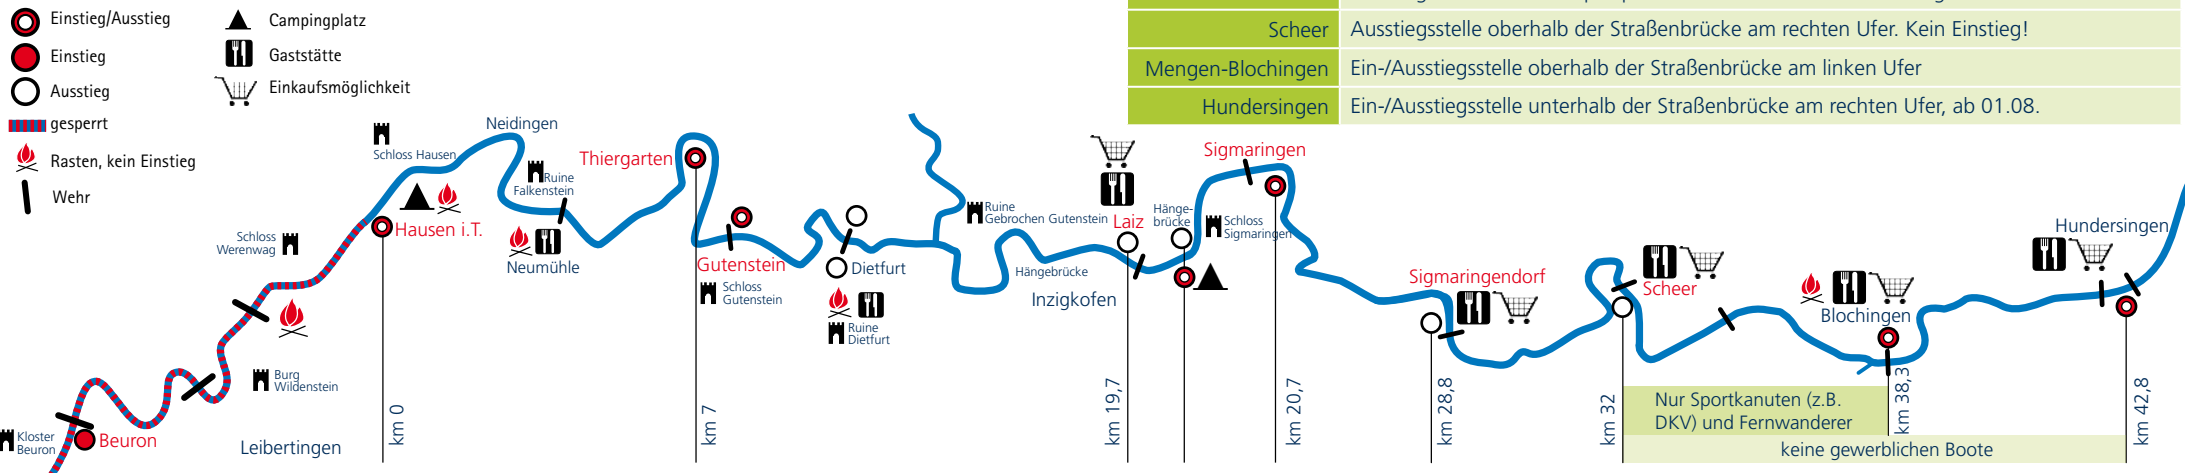 Einstieg/Ausstieg
Einstieg
Ausstieg
gesperrt
Rasten, kein Einstieg
Wehr
Campingplatz
Gaststätte
Einkaufsmöglichkeit
Scheer Ausstiegsstelle oberhalb der Straßenbrücke am rechten Ufer. Kein Einstieg!
Mengen-Blochingen Ein-/Ausstiegsstelle oberhalb der Straßenbrücke am linken Ufer
Hundersingen Ein-/Ausstiegsstelle unterhalb der Straßenbrücke am rechten Ufer, ab 01.08.
Kloster
Beuron
Beuron
Leibertingen
Burg
Wildenstein
Schloss
Werenwag
Schloss Hausen
Hausen i.T.
km 0
Neidingen
Ruine
Falkenstein
Neumühle
Thiergarten
km 7
Gutenstein
Schloss
Gutenstein
Dietfurt
Ruine
Dietfurt
Ruine
Gebrochen Gutenstein
Hängebrücke
Inzigkofen
Laiz
km 19,7
Hänge-
brücke
Schloss
Sigmaringen
Sigmaringen
km 20,7
Sigmaringendorf
km 28,8
Scheer
km 32
Nur Sportkanuten (z.B.
DKV) und Fernwanderer
Blochingen
km 38,3
keine gewerblichen Boote
Hundersingen
km 42,8